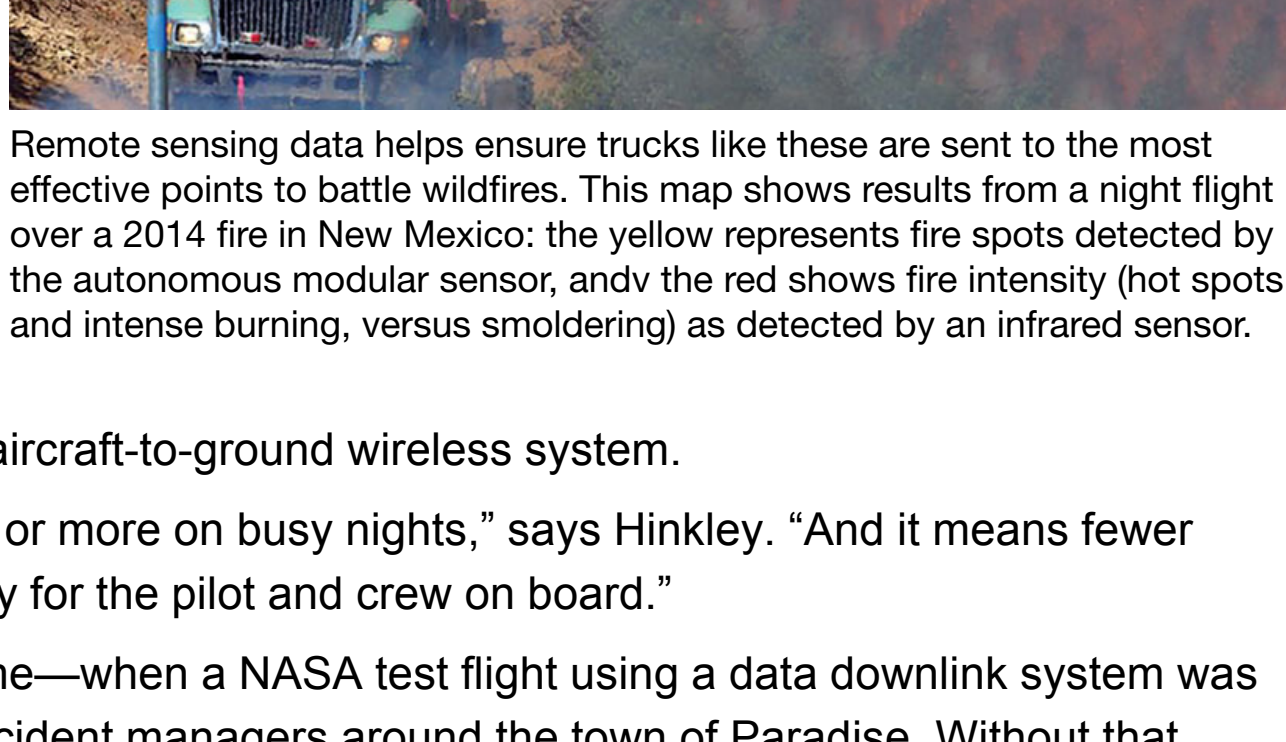 Remote sensing data helps ensure trucks like these are sent to the most
effective points to battle wildfires. This map shows results from a night flight
over a 2014 fire in New Mexico: the yellow represents fire spots detected by
the autonomous modular sensor, andv the red shows fire intensity (hot spots
and intense burning, versus smoldering) as detected by an infrared sensor.
aircraft-to-ground wireless system.
or more on busy nights,” says Hinkley. “And it means fewer
y for the pilot and crew on board.”
ne—when a NASA test flight using a data downlink system was
cident managers around the town of Paradise. Without that